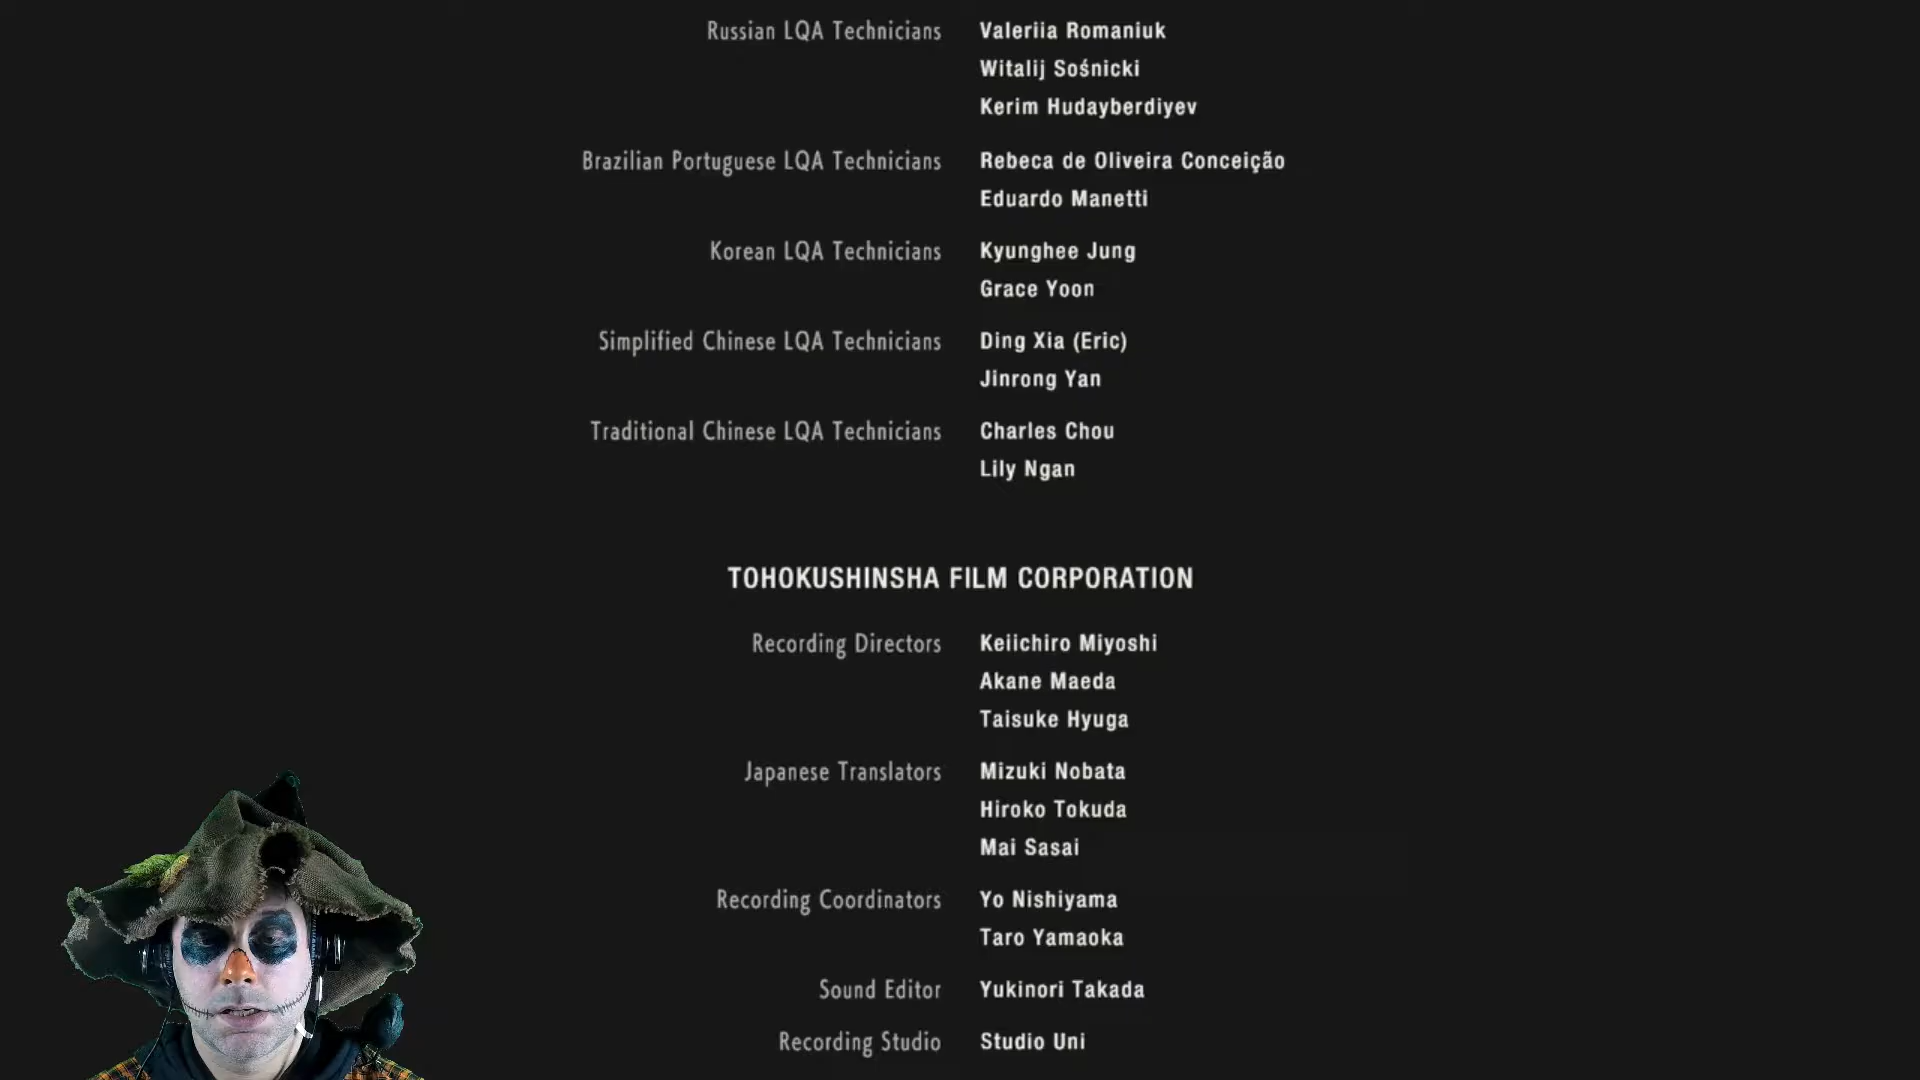 Russian LQA Technicians Valeriia Romaniuk
Witalij Sośnicki
Kerim Hudayberdiyev
Brazilian Portuguese LQA Technicians Rebeca de Oliveira Conceição
Eduardo Manetti
Korean LQA Technicians Kyunghee Jung
Grace Yoon
Simplified Chinese LQA Technicians Ding Xia (Eric)
Jinrong Yan
Traditional Chinese LQA Technicians Charles Chou
Lily Ngan
TOHOKUSHINSHA FILM CORPORATION
Recording Directors Keiichiro Miyoshi
Akane Maeda
Taisuke Hyuga
Japanese Translators Mizuki Nobata
Hiroko Tokuda
Mai Sasai
Recording Coordinators Yo Nishiyama
Taro Yamaoka
Sound Editor Yukinori Takada
Recording Studio Studio Uni